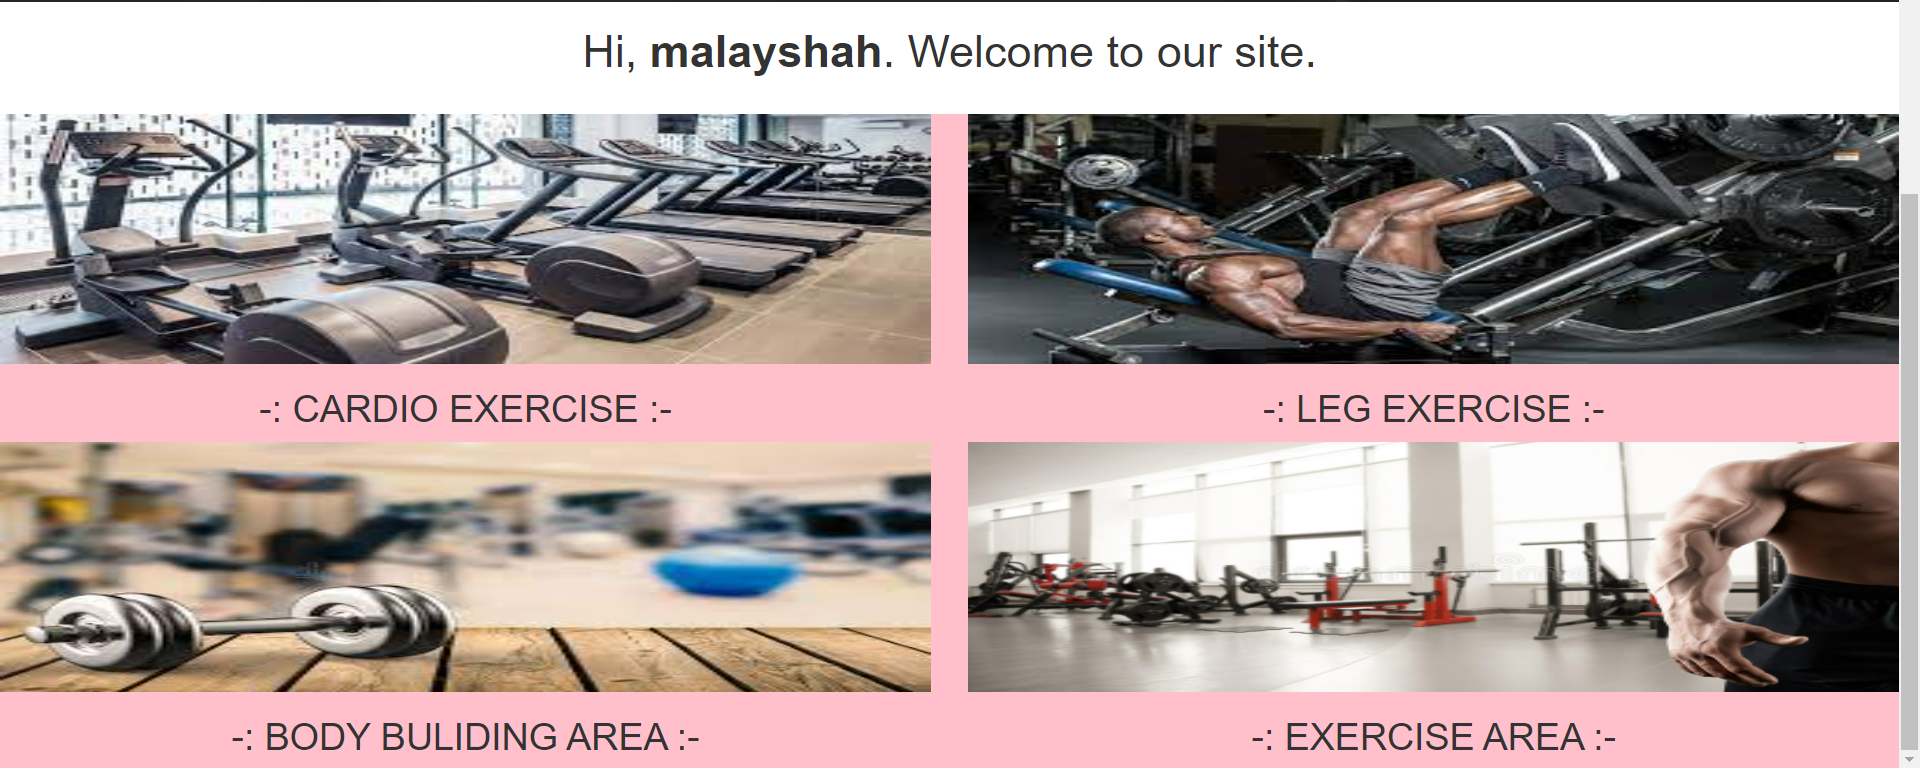 Hi, malayshah. Welcome to our site.
-: CARDIO EXERCISE :-
-: LEG EXERCISE :-
-: BODY BULIDING AREA :-
-: EXERCISE AREA :-